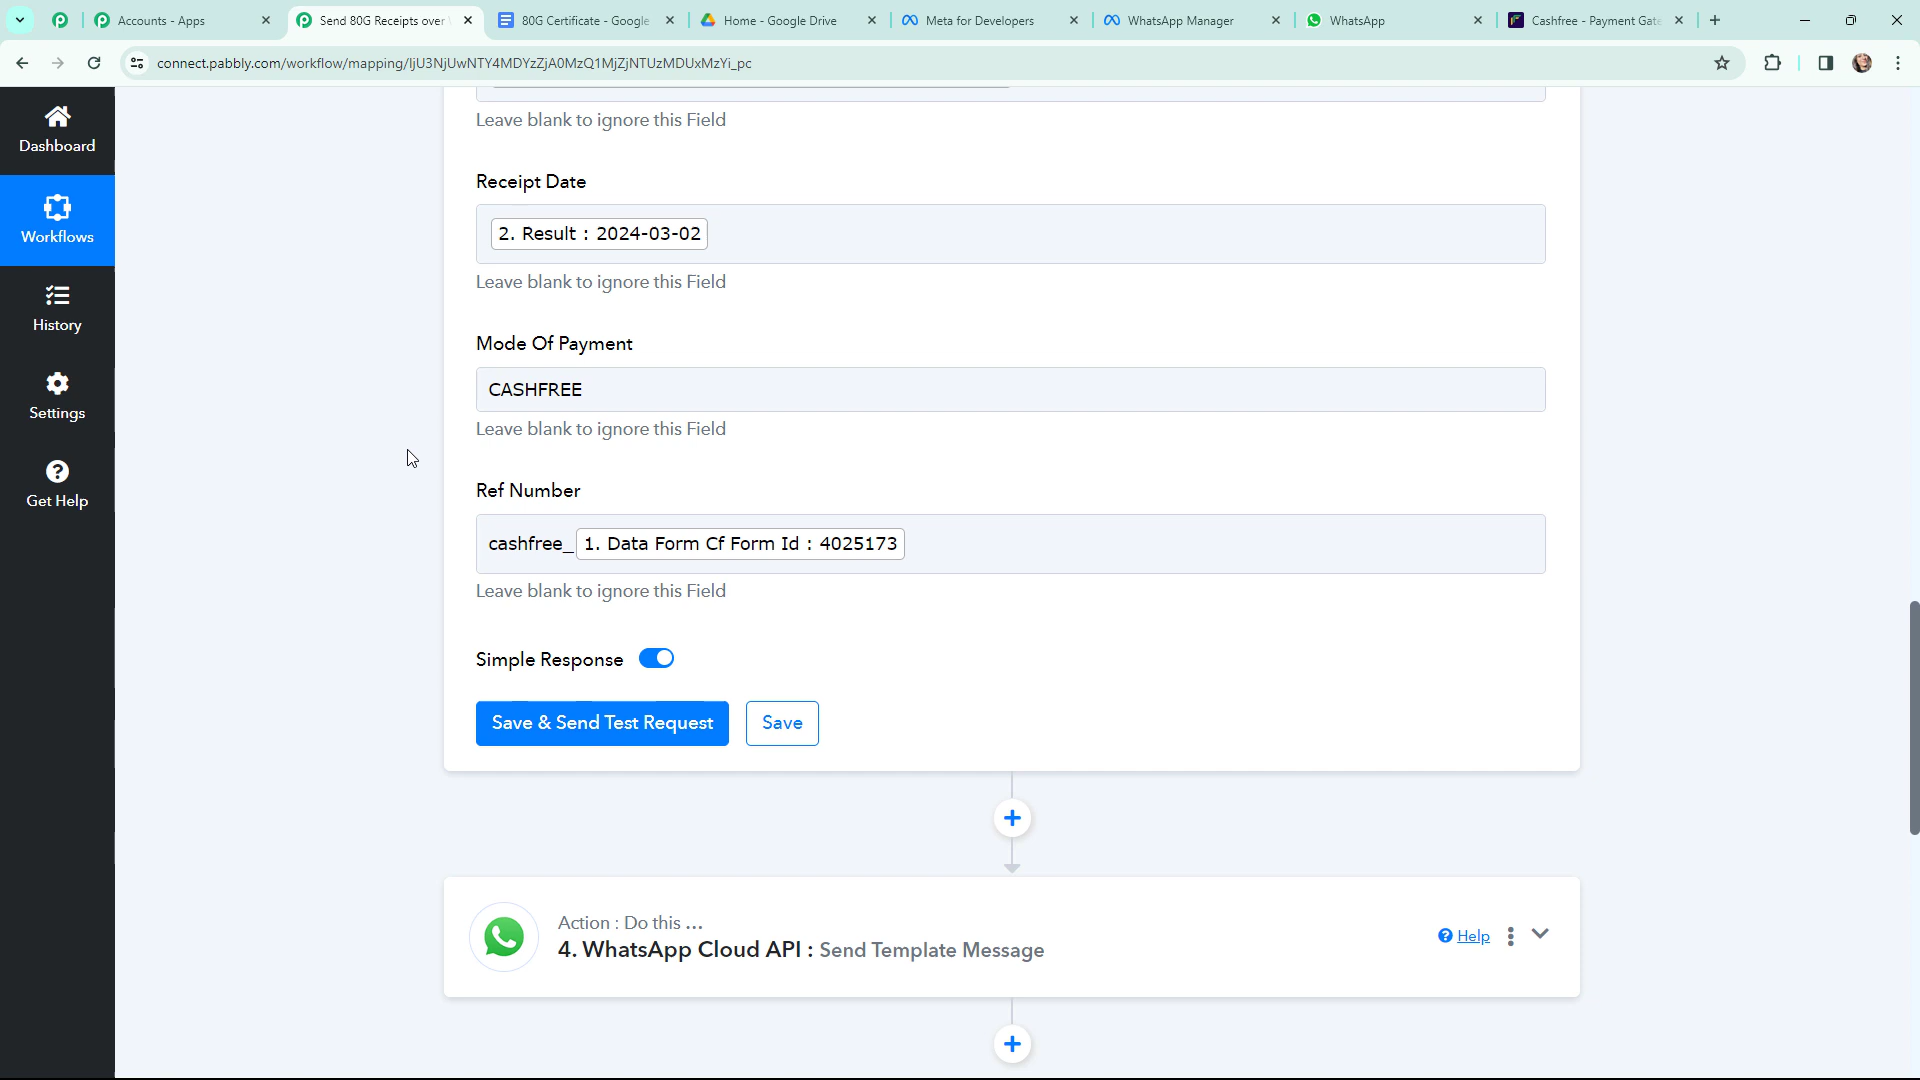 Accounts - Apps
Send 80G Receipts over
80G Certificate - Google
Home - Google Drive
Meta for Developers
WhatsApp Manager
WhatsApp
Cashfree - Payment Gate
connect.pabbly.com/workflow/mapping/IjU3NjUwNTY4MDYzZjA0MzQ1MjZjNTUzMDUxMzYi_pc
Dashboard
Workflows
History
Settings
Get Help
Leave blank to ignore this Field
Receipt Date
2. Result : 2024-03-02
Leave blank to ignore this Field
Mode Of Payment
CASHFREE
Leave blank to ignore this Field
Ref Number
cashfree_ 1. Data Form Cf Form Id : 4025173
Leave blank to ignore this Field
Simple Response
Save & Send Test Request
Save
Action : Do this ...
4. WhatsApp Cloud API : Send Template Message
Help